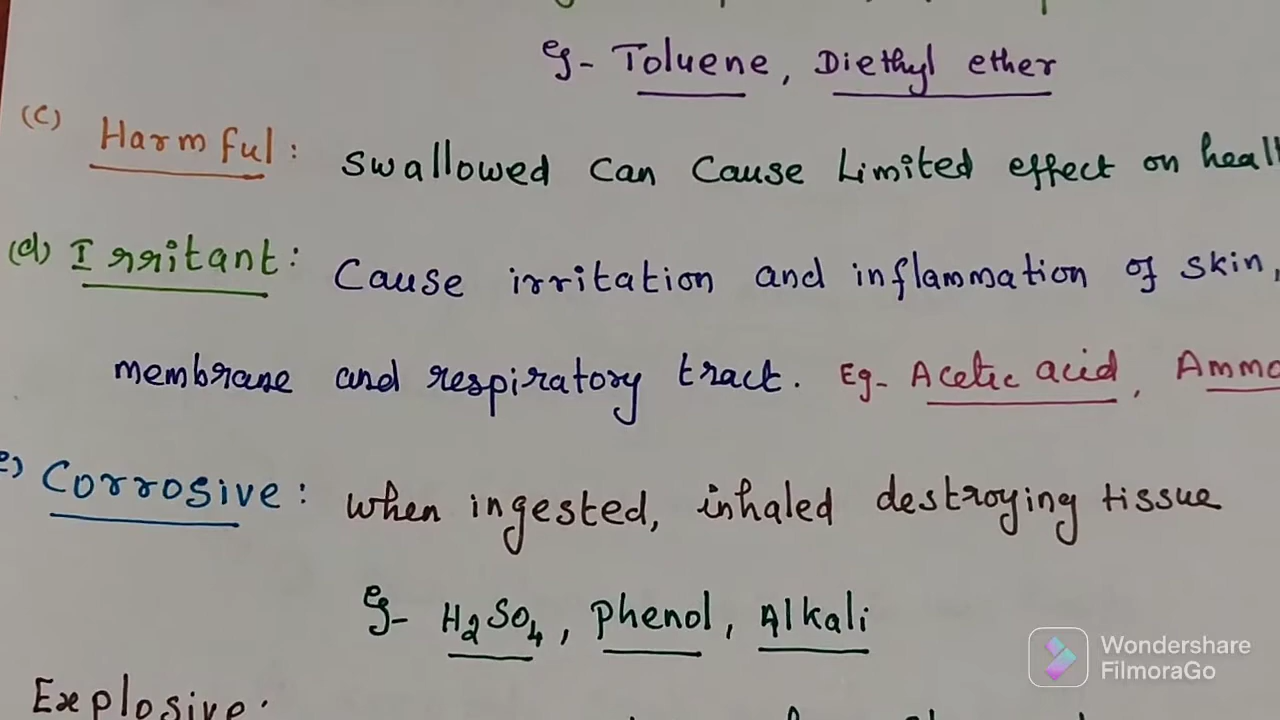 eg- Toluene, Diethyl ether
(c) Harmful: swallowed can cause Limited effect on
(d) Irritant: Cause irritation and inflammation of skin,
membrane and respiratory tract. Eg- Acetic acid,
Corrosive: when ingested, inhaled destroying tissue
eg- H2SO4, Phenol, Alkali
Wondershare
FilmoraGo
Explosive: